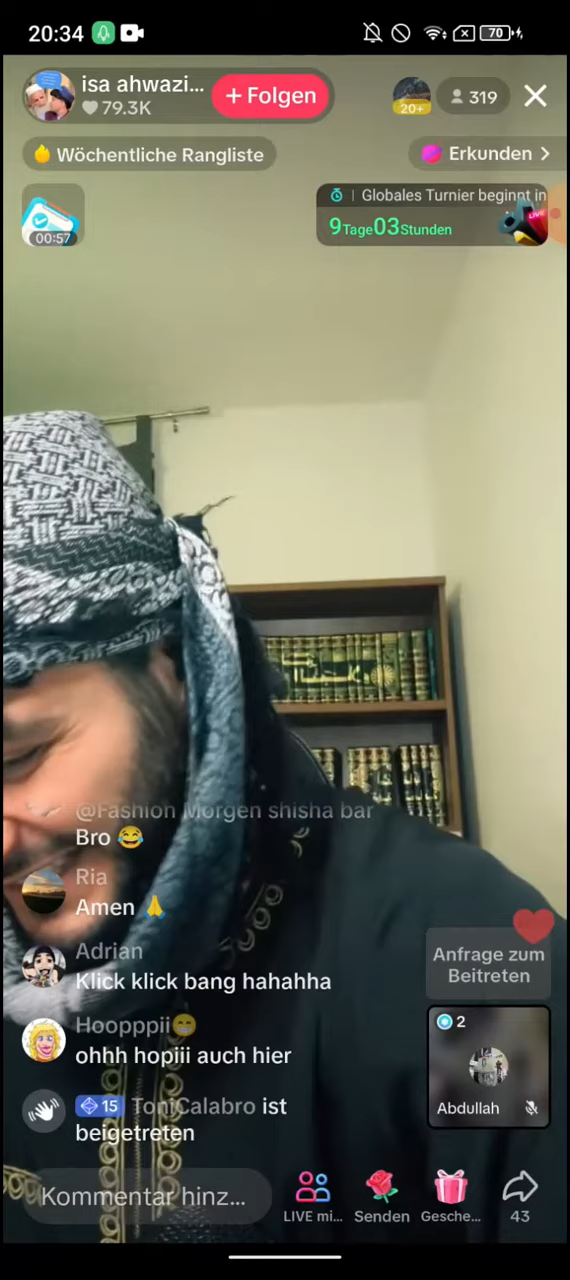 20:34
70
isa ahwazi...
79.3K
+ Folgen
20+
319
Wöchentliche Rangliste
Erkunden >
00:57
Globales Turnier beginnt in
9Tage03Stunden
LIVE
@Fashion Morgen shisha bar
Bro 😂
Ria
Amen 🙏
Adrian
Klick klick bang hahahha
Hoopppii😁
ohhh hopiii auch hier
15 ToniCalabro ist
beigetreten
Anfrage zum
Beitreten
2
Abdullah
Kommentar hinz...
LIVE mi...
Senden
Gesche...
43